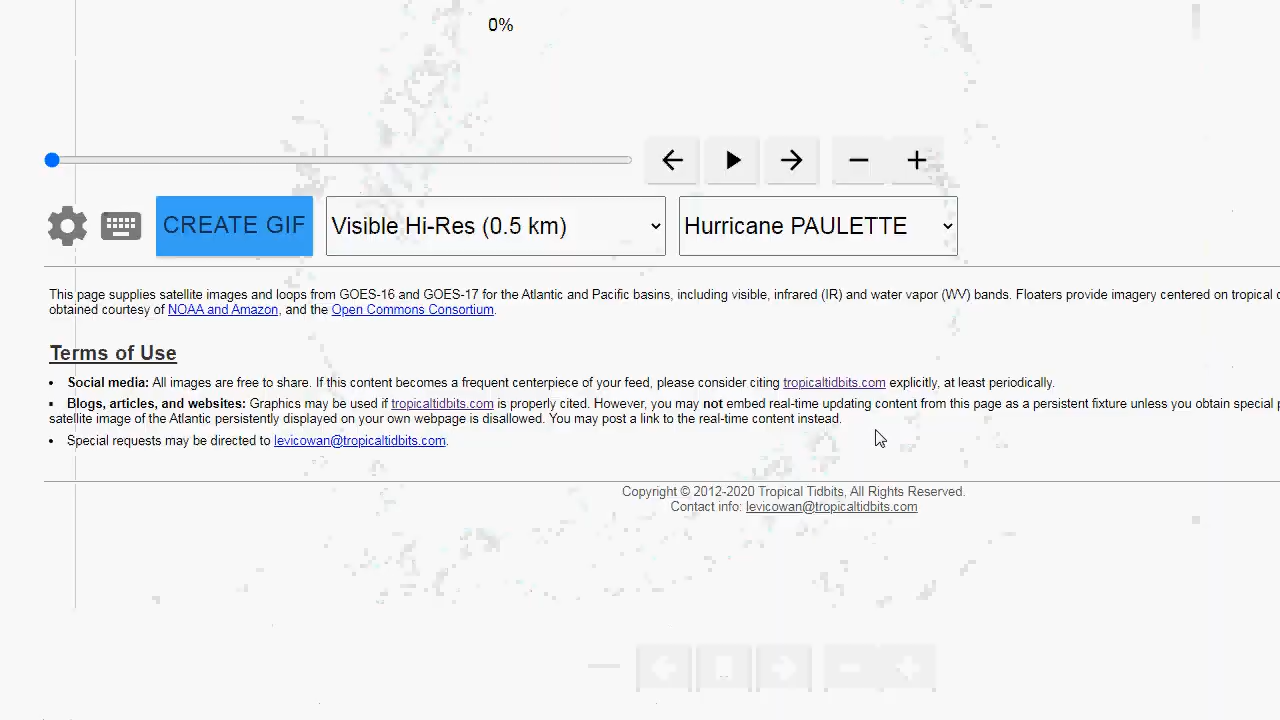 0%
CREATE GIF
Visible Hi-Res (0.5 km)
Hurricane PAULETTE
This page supplies satellite images and loops from GOES-16 and GOES-17 for the Atlantic and Pacific basins, including visible, infrared (IR) and water vapor (WV) bands. Floaters provide imagery centered on tropical
obtained courtesy of NOAA and Amazon, and the Open Commons Consortium.
Terms of Use
• Social media: All images are free to share. If this content becomes a frequent centerpiece of your feed, please consider citing tropicaltidbits.com explicitly, at least periodically.
• Blogs, articles, and websites: Graphics may be used if tropicaltidbits.com is properly cited. However, you may not embed real-time updating content from this page as a persistent fixture unless you obtain special
satellite image of the Atlantic persistently displayed on your own webpage is disallowed. You may post a link to the real-time content instead.
• Special requests may be directed to levicowan@tropicaltidbits.com.
Copyright © 2012-2020 Tropical Tidbits, All Rights Reserved.
Contact info: levicowan@tropicaltidbits.com